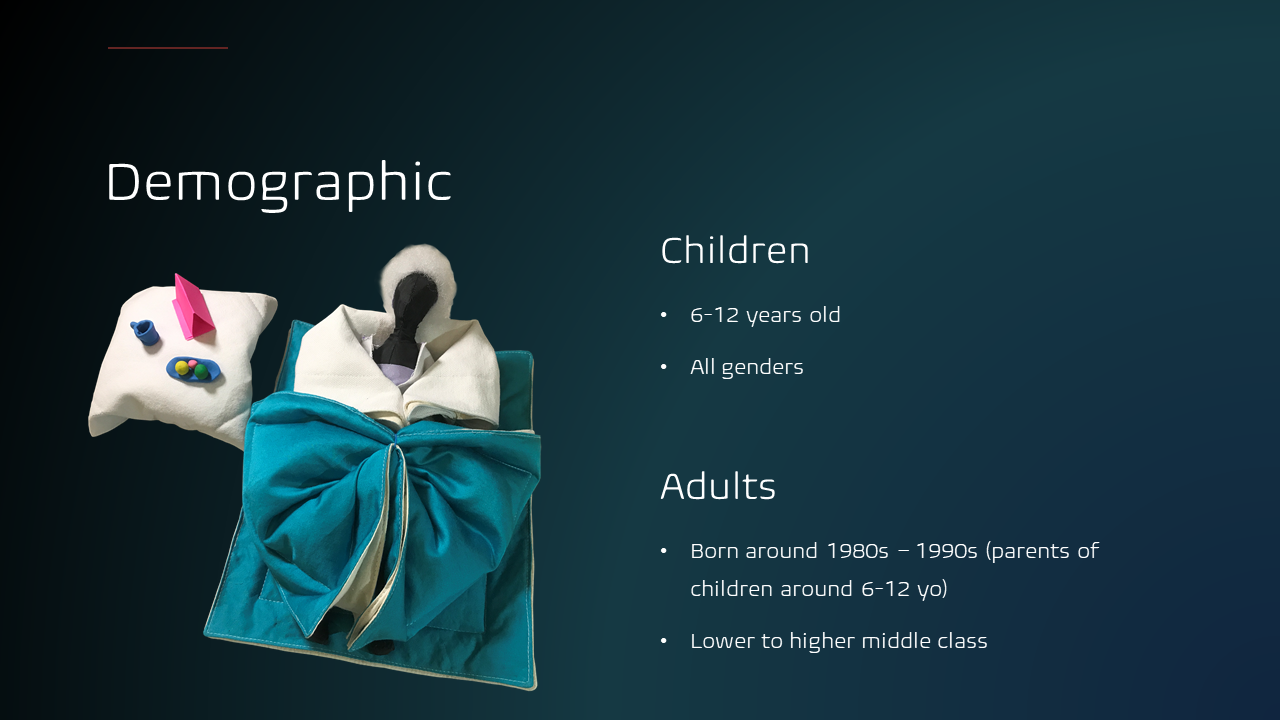 Demographic
Children
• 6-12 years old
• All genders
Adults
• Born around 1980s – 1990s (parents of
children around 6-12 yo)
• Lower to higher middle class